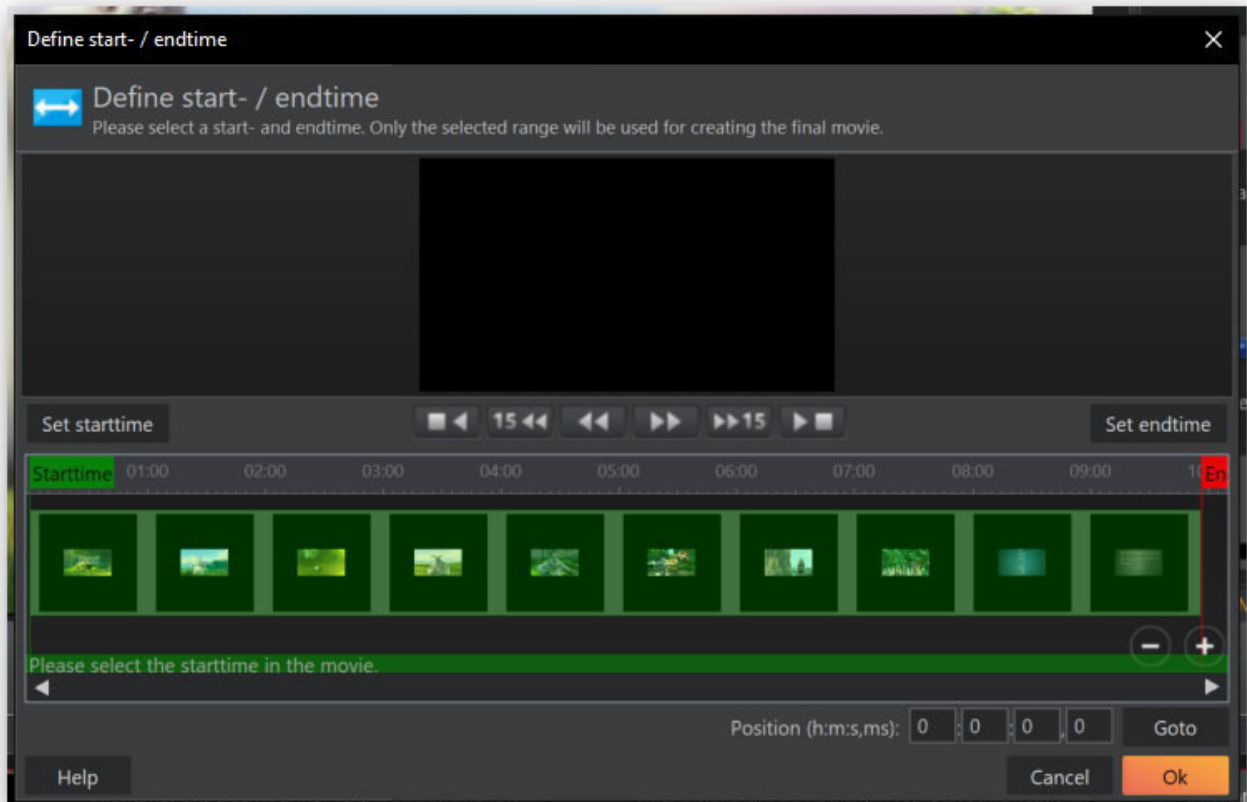 Define start- / endtime
Define start- / endtime
Please select a start- and endtime. Only the selected range will be used for creating the final movie.
Set starttime
15
15
Set endtime
Starttime 01:00 02:00 03:00 04:00 05:00 06:00 07:00 08:00 09:00 10 En
Please select the starttime in the movie.
Position (h:m:s,ms): 0 : 0 : 0 , 0 Goto
Help Cancel Ok